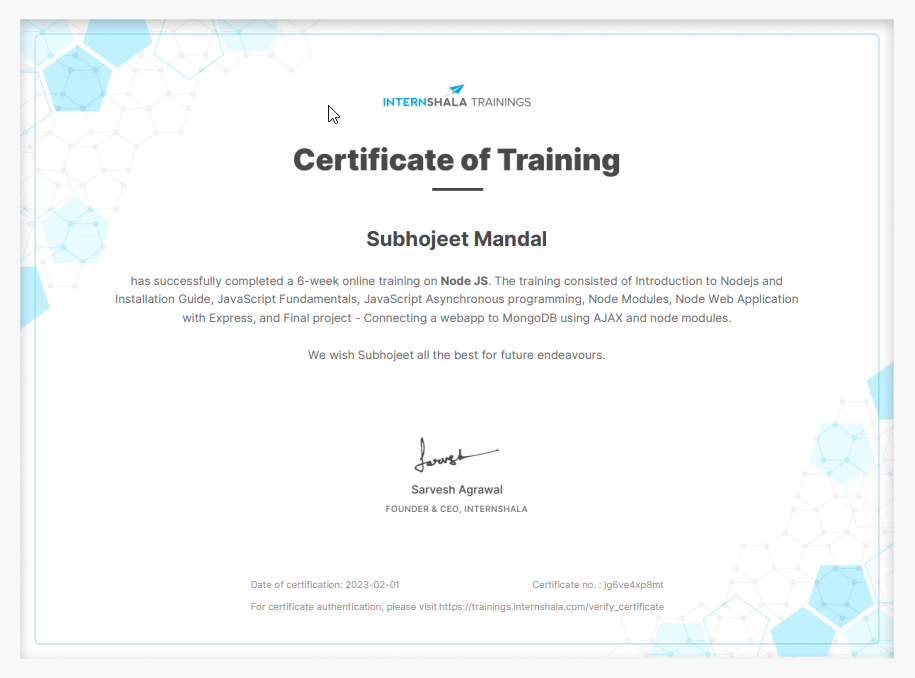 INTERNSHALA TRAININGS
Certificate of Training
Subhojeet Mandal
has successfully completed a 6-week online training on Node JS. The training consisted of Introduction to Nodejs and
Installation Guide, JavaScript Fundamentals, JavaScript Asynchronous programming, Node Modules, Node Web Application
with Express, and Final project - Connecting a webapp to MongoDB using AJAX and node modules.
We wish Subhojeet all the best for future endeavours.
Sarvesh
Sarvesh Agrawal
FOUNDER & CEO, INTERNSHALA
Date of certification: 2023-02-01 Certificate no. : jg6ve4xp8mt
For certificate authentication, please visit https://trainings.internshala.com/verify_certificate